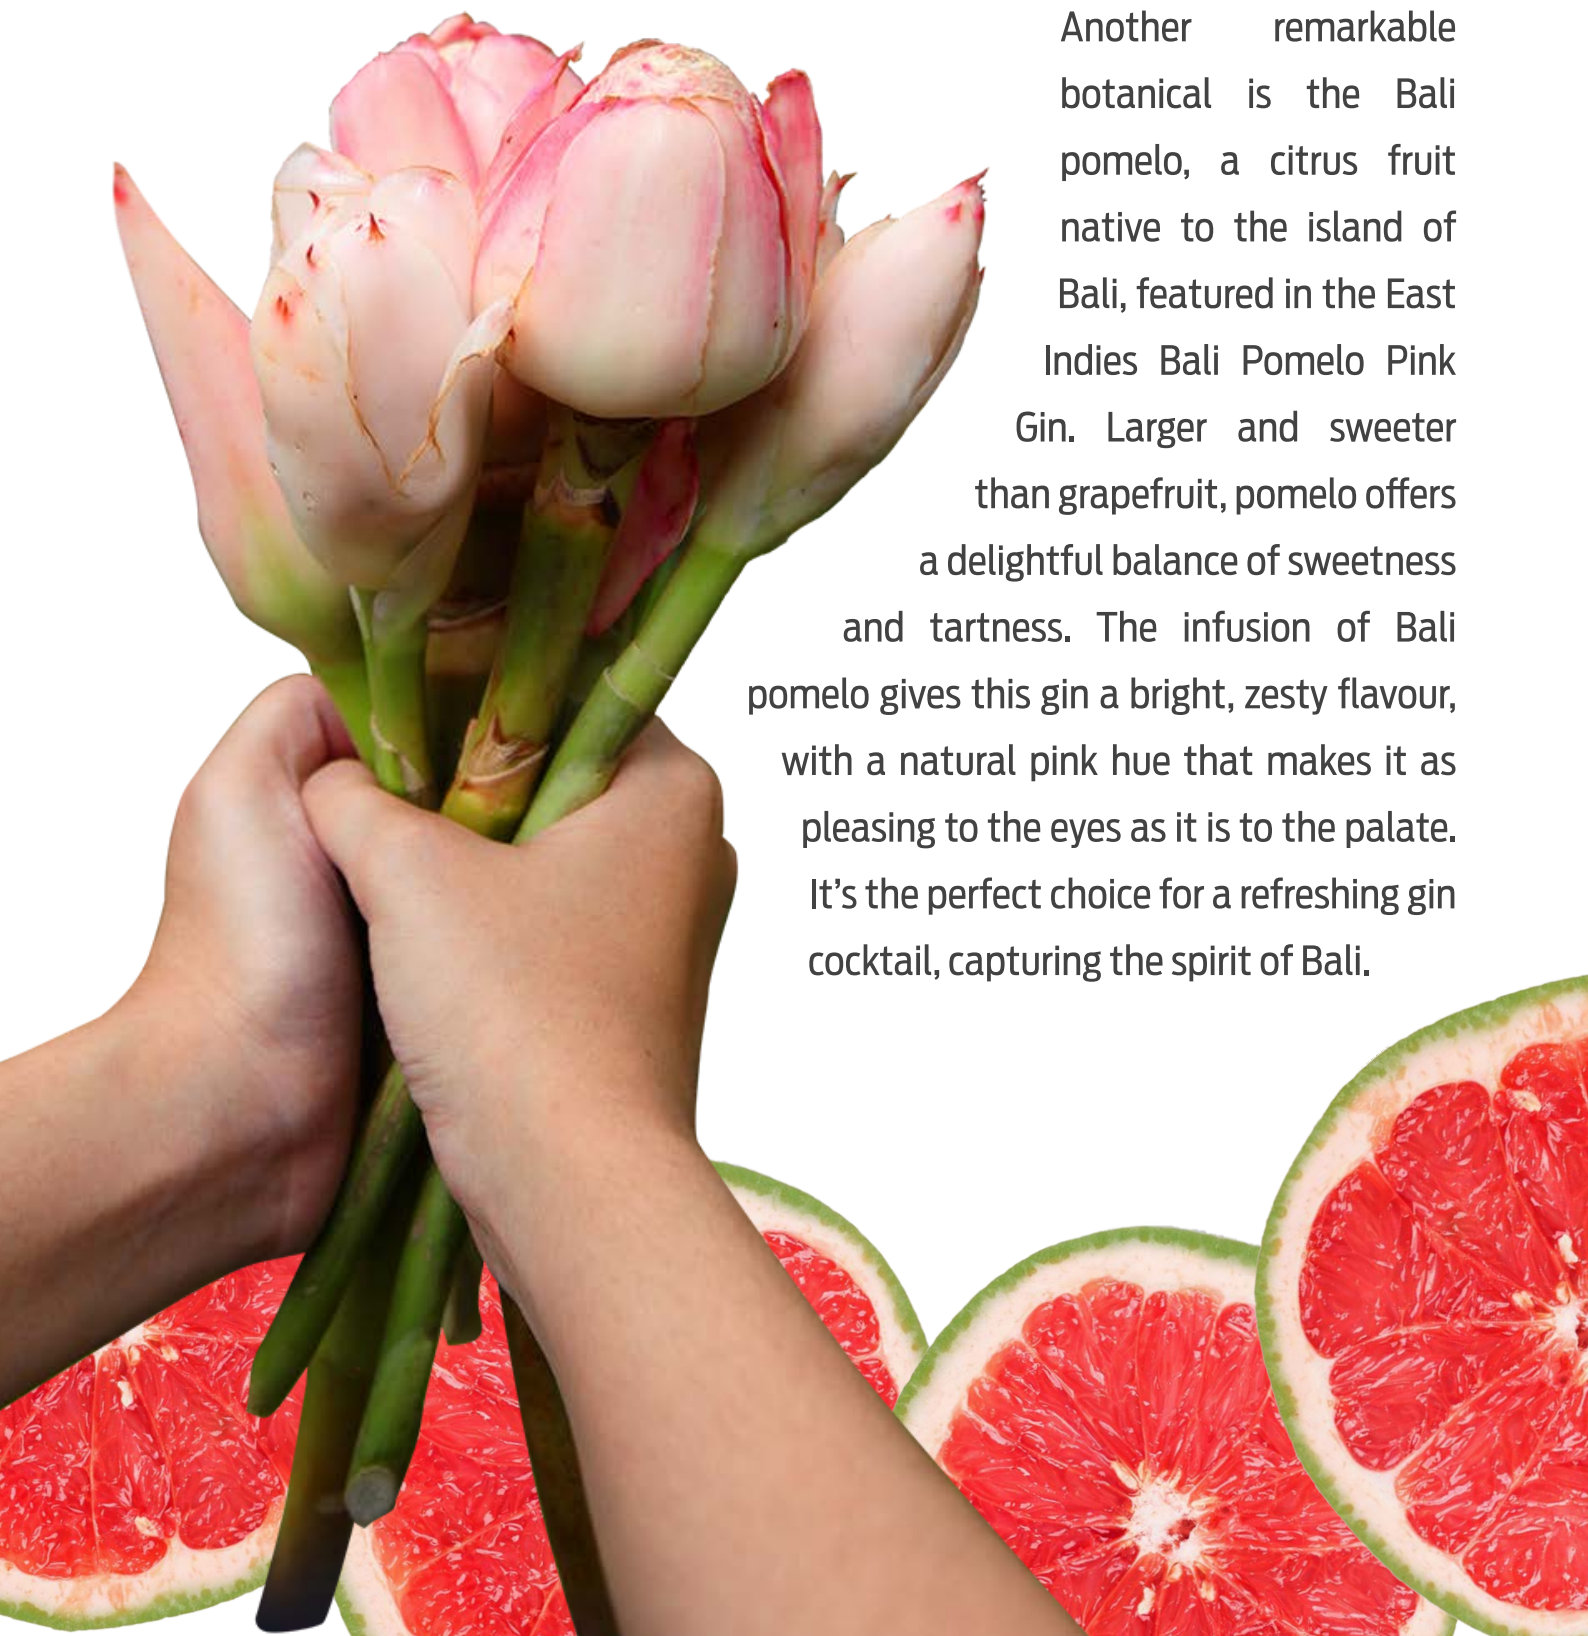 Another remarkable
botanical is the Bali
pomelo, a citrus fruit
native to the island of
Bali, featured in the East
Indies Bali Pomelo Pink
Gin. Larger and sweeter
than grapefruit, pomelo offers
a delightful balance of sweetness
and tartness. The infusion of Bali
pomelo gives this gin a bright, zesty flavour,
with a natural pink hue that makes it as
pleasing to the eyes as it is to the palate.
It’s the perfect choice for a refreshing gin
cocktail, capturing the spirit of Bali.